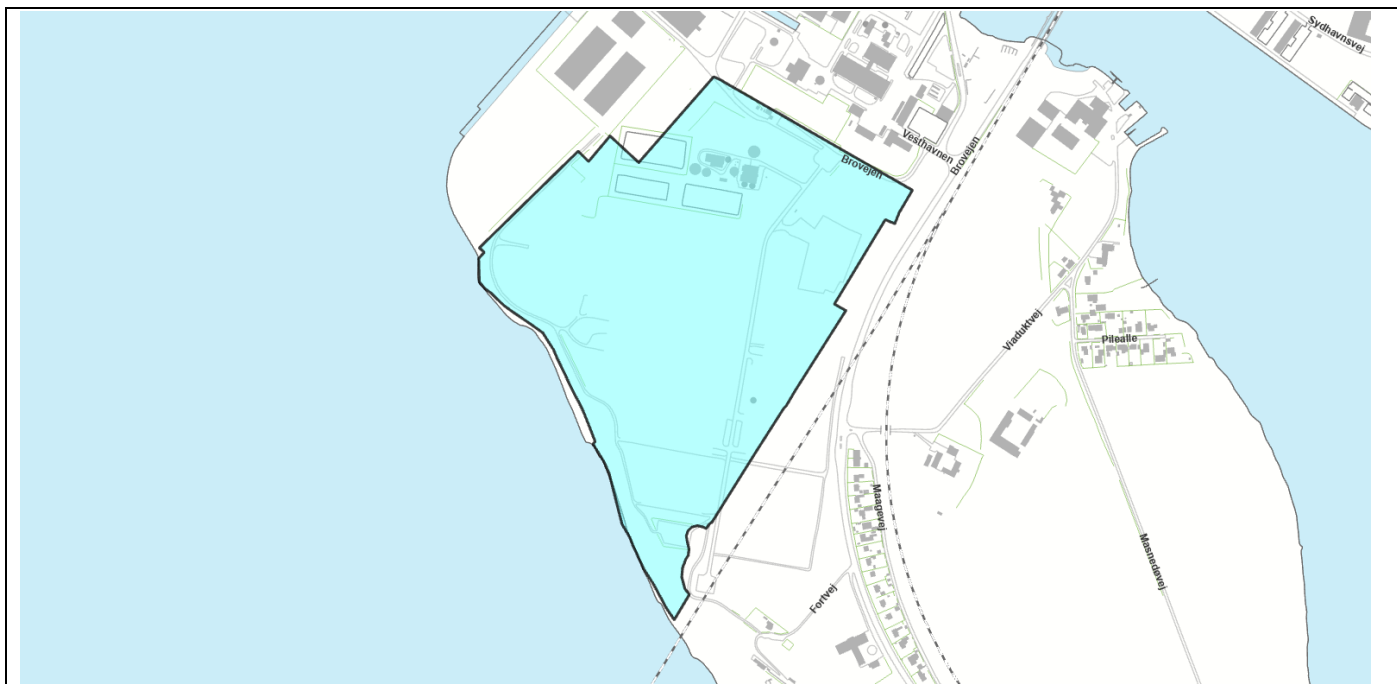 Sydhavnsvej
Vesthavnen
Brovejen
Brovejen
Viaduktvej
Pilealle
Maagevej
Masnedøvej
Fortvej